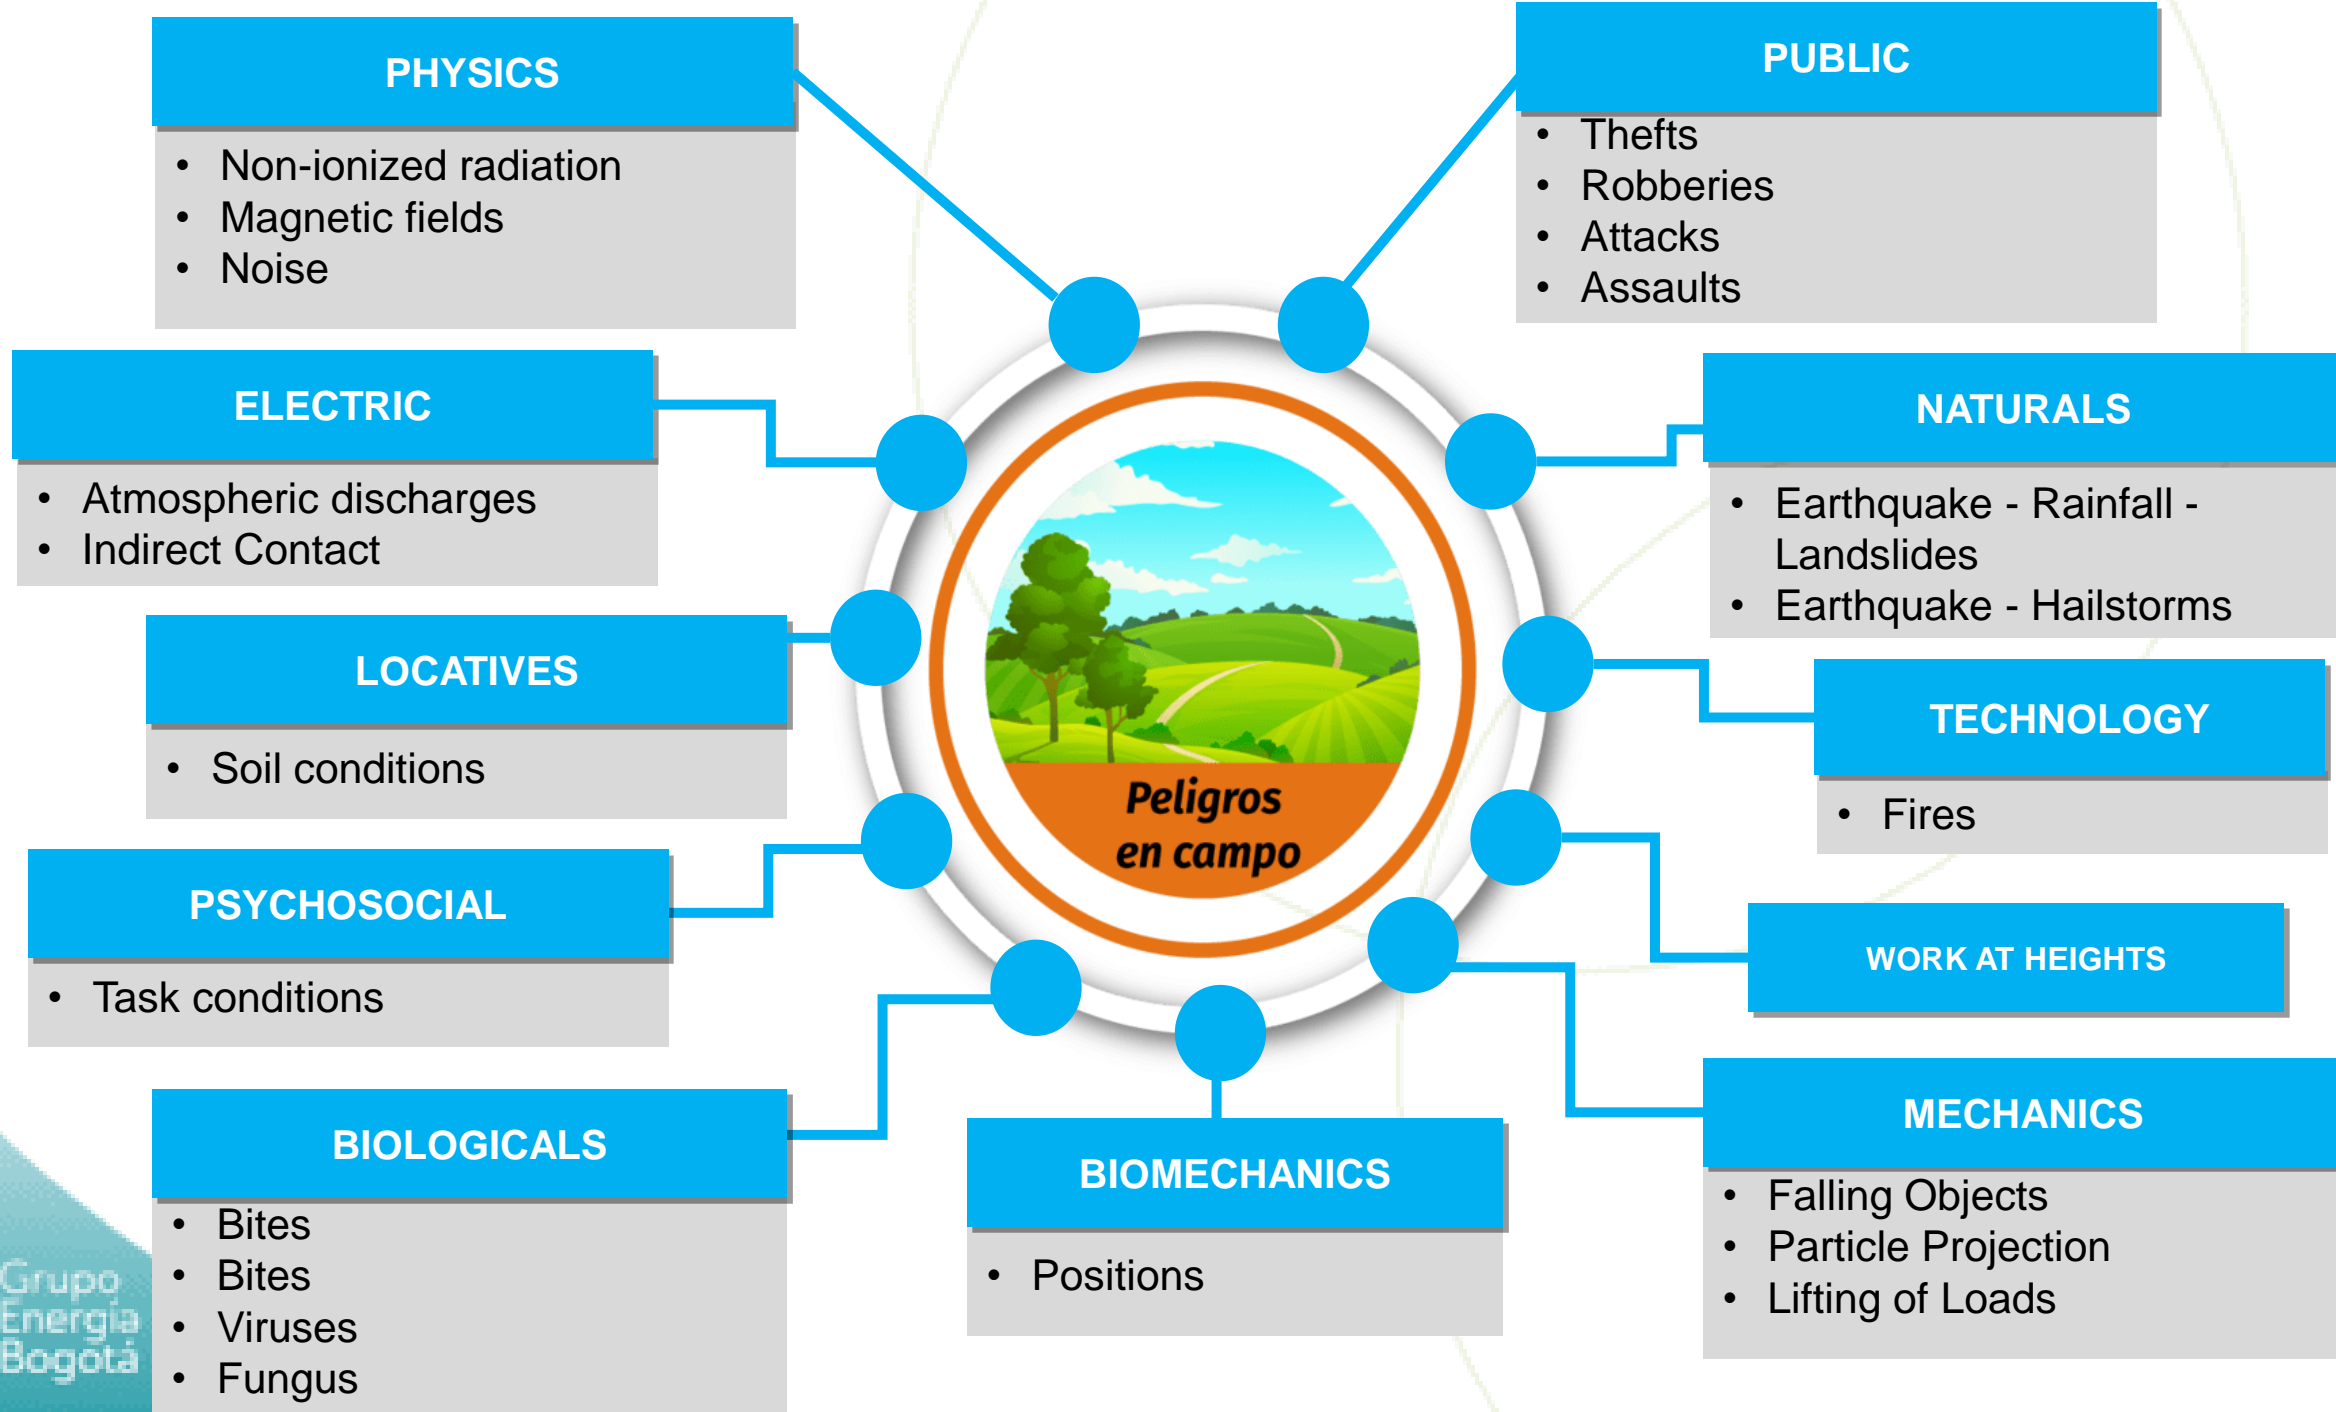 PHYSICS
• Non-ionized radiation
• Magnetic fields
• Noise
PUBLIC
• Thefts
• Robberies
• Attacks
• Assaults
ELECTRIC
• Atmospheric discharges
• Indirect Contact
NATURALS
• Earthquake - Rainfall -
Landslides
• Earthquake - Hailstorms
LOCATIVES
• Soil conditions
TECHNOLOGY
• Fires
Peligros
en campo
PSYCHOSOCIAL
• Task conditions
WORK AT HEIGHTS
BIOLOGICALS
• Bites
• Bites
• Viruses
• Fungus
BIOMECHANICS
• Positions
MECHANICS
• Falling Objects
• Particle Projection
• Lifting of Loads
Grupo
Energía
Bogotá